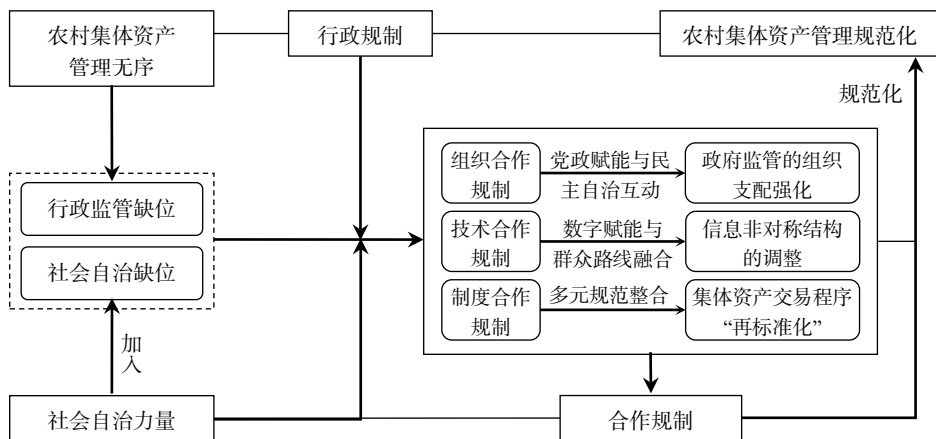 农村集体资产
管理无序
行政规制
农村集体资产管理规范化
规范化
行政监管缺位
社会自治缺位
组织合作
规制
党政赋能与民
主自治互动
政府监管的组织
支配强化
技术合作
规制
数字赋能与
群众路线融合
信息非对称结构
的调整
制度合作
规制
多元规范整合
集体资产交易程序
“再标准化”
加
入
社会自治力量
合作规制